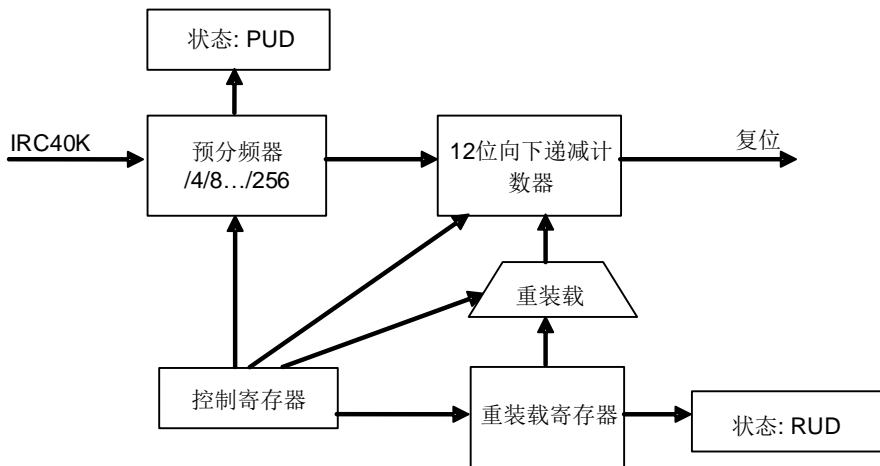 状态: PUD
IRC40K
预分频器
/4/8…/256
12位向下递减计
数器
复位
重装载
控制寄存器
重装载寄存器
状态: RUD